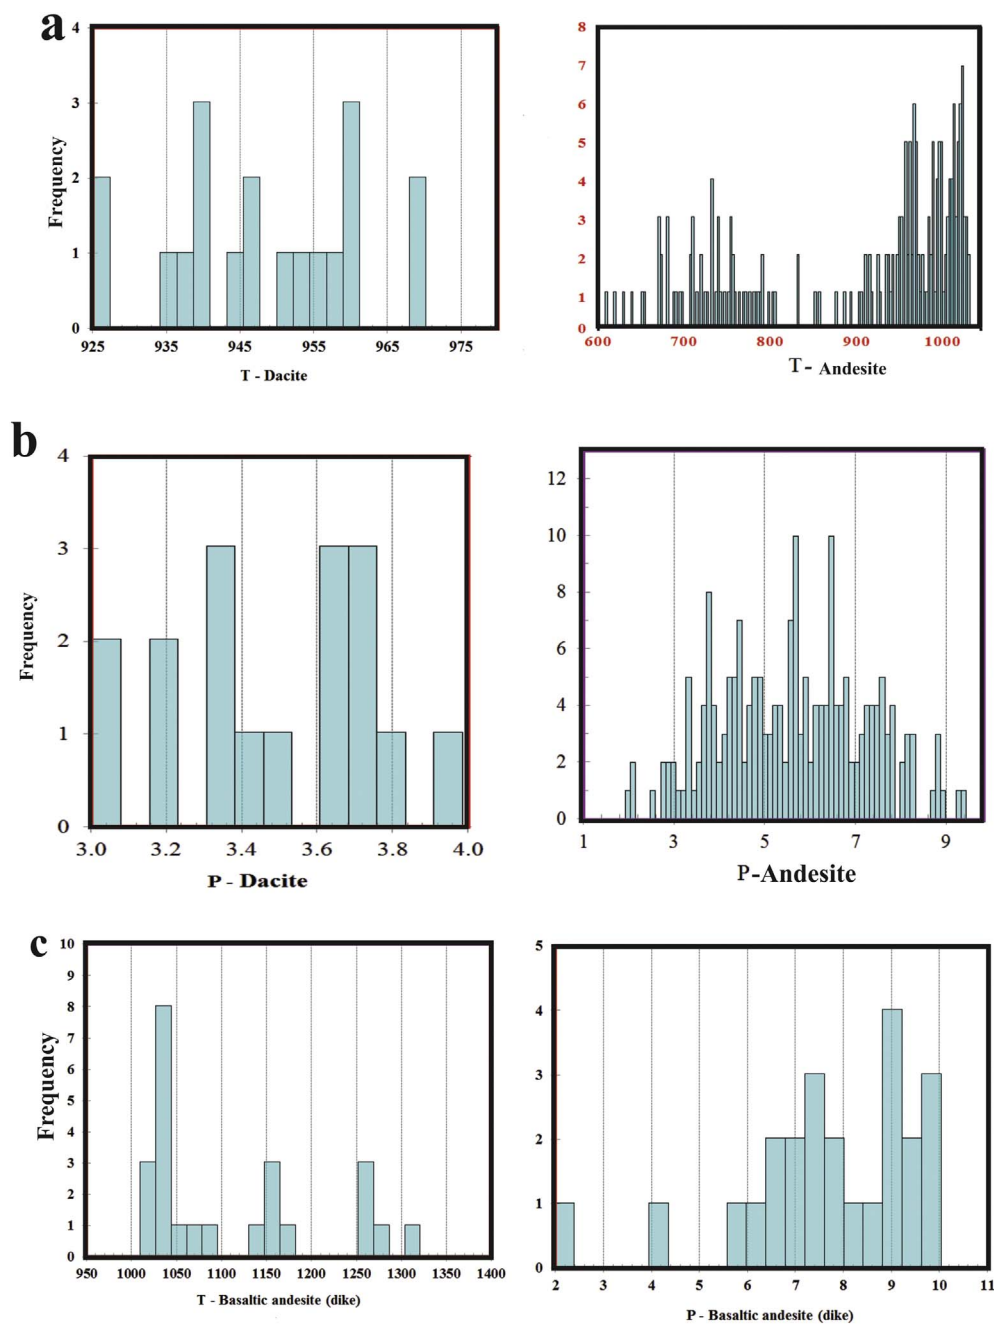 a
4
3
2
1
0
Frequency
925 935 945 955 965 975
T - Dacite
8
7
6
5
4
3
2
1
0
600 700 800 900 1000
T - Andesite
b
4
3
2
1
0
Frequency
3.0 3.2 3.4 3.6 3.8 4.0
P - Dacite
12
10
8
6
4
2
0
1 3 5 7 9
P-Andesite
c
10
9
8
7
6
5
4
3
2
1
0
Frequency
950 1000 1050 1100 1150 1200 1250 1300 1350 1400
T - Basaltic andesite (dike)
5
4
3
2
1
0
2 3 4 5 6 7 8 9 10 11
P - Basaltic andesite (dike)